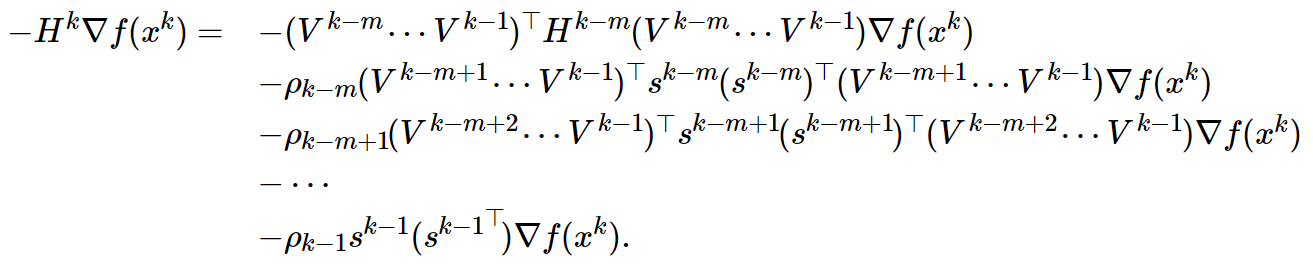 −H^k∇f(x^k) = −(V^{k−m}⋯V^{k−1})^⊤H^{k−m}(V^{k−m}⋯V^{k−1})∇f(x^k)
−ρ_{k−m}(V^{k−m+1}⋯V^{k−1})^⊤s^{k−m}(s^{k−m})^⊤(V^{k−m+1}⋯V^{k−1})∇f(x^k)
−ρ_{k−m+1}(V^{k−m+2}⋯V^{k−1})^⊤s^{k−m+1}(s^{k−m+1})^⊤(V^{k−m+2}⋯V^{k−1})∇f(x^k)
−⋯
−ρ_{k−1}s^{k−1}(s^{k−1^⊤})∇f(x^k).